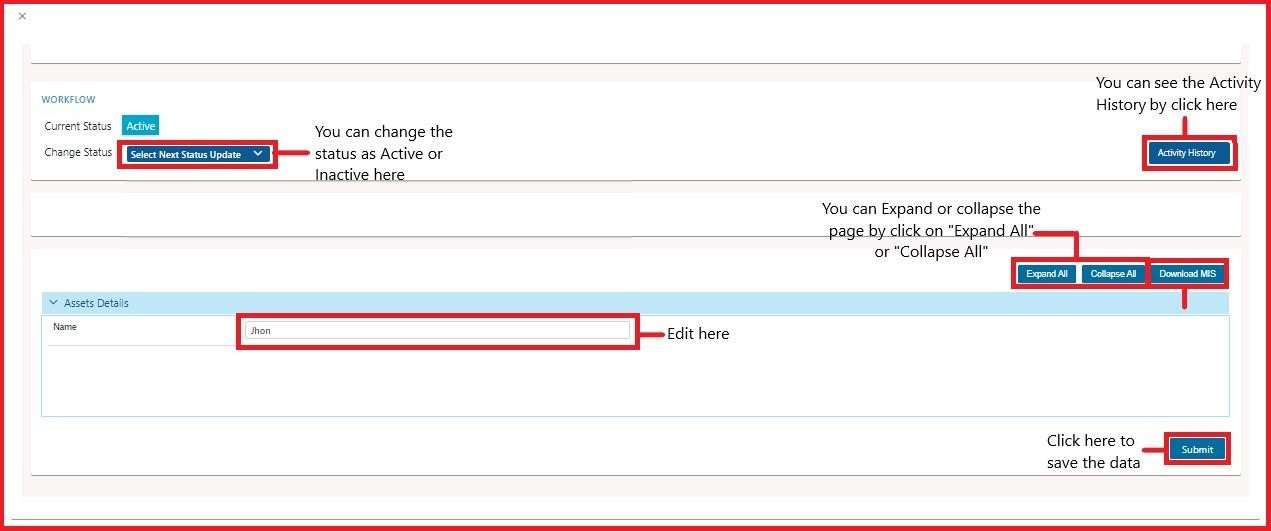 ×
You can see the Activity
History by click here
WORKFLOW
Current Status Active
Change Status Select Next Status Update
You can change the
status as Active or
Inactive here
Activity History
You can Expand or collapse the
page by click on "Expand All"
or "Collapse All"
Expand All Collapse All Download MIS
Assets Details
Name Jhon
Edit here
Click here to
save the data
Submit